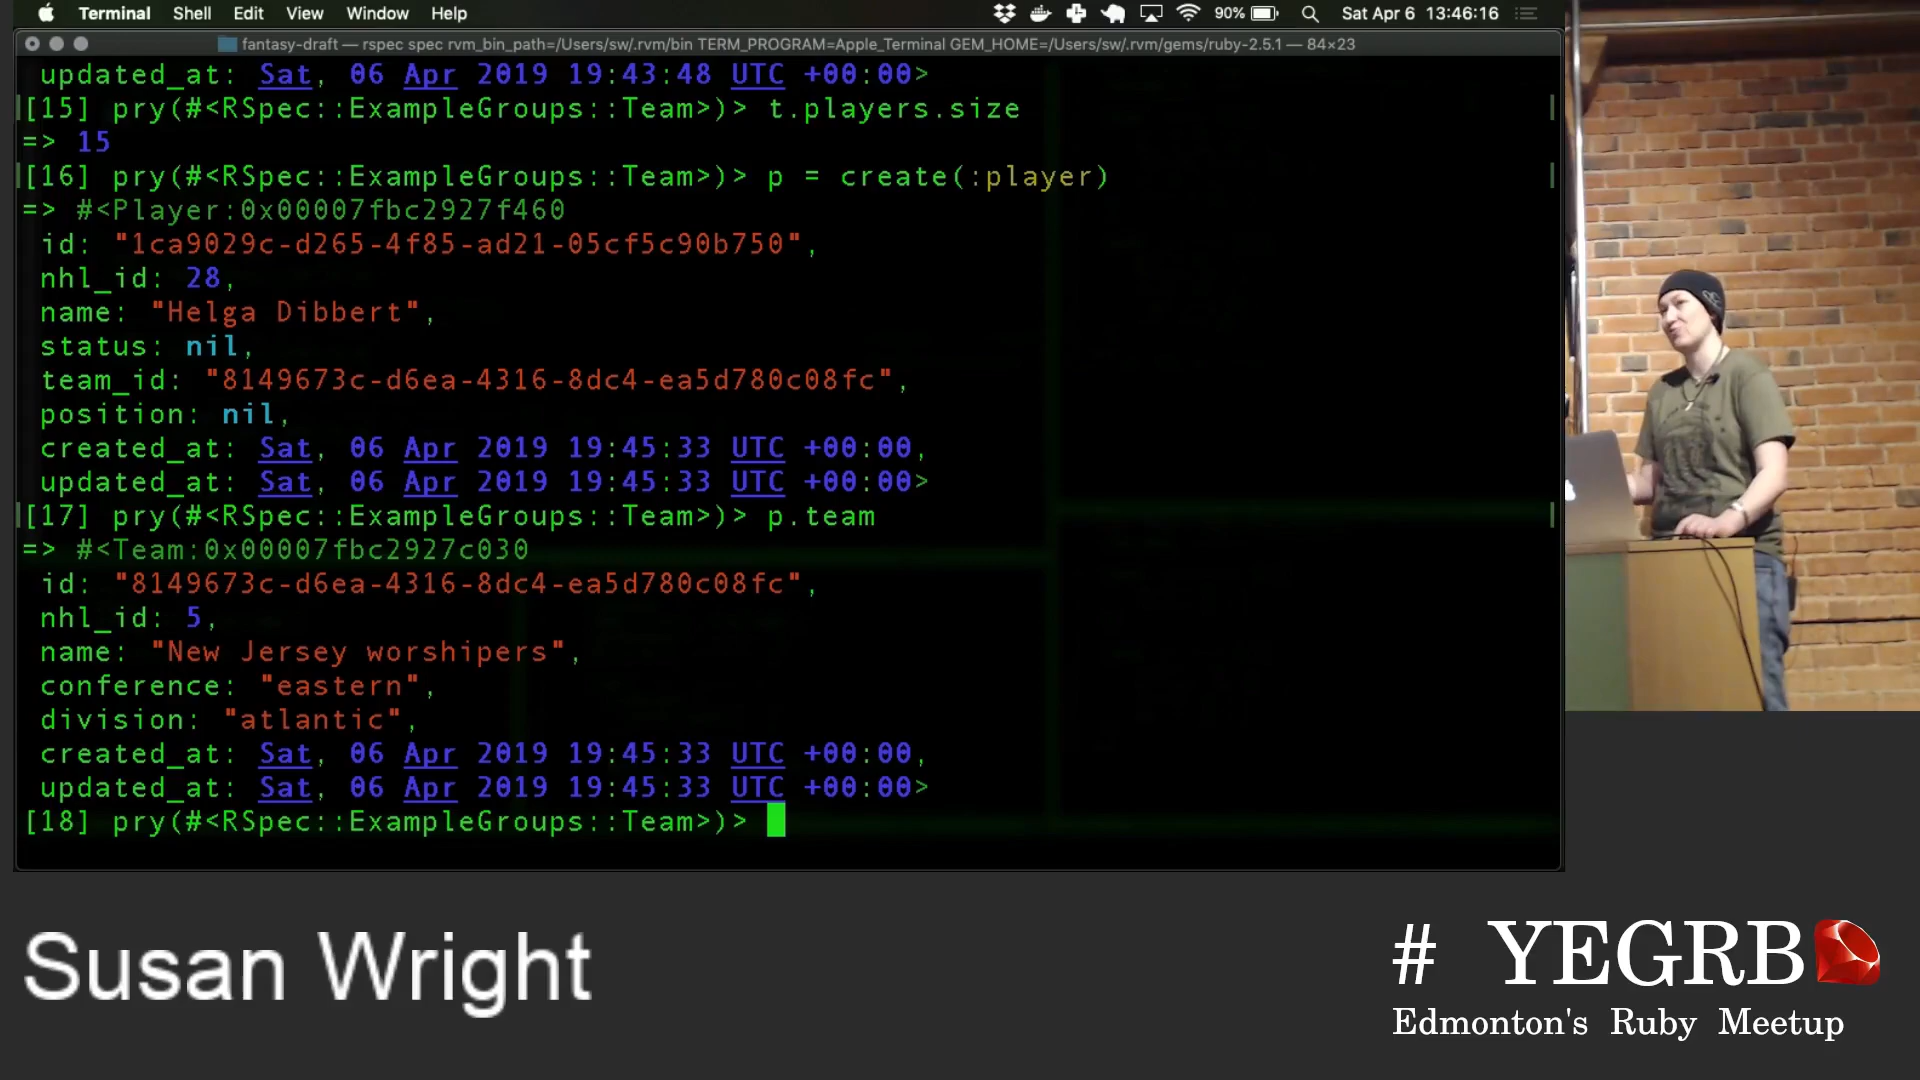 Terminal Shell Edit View Window Help 90% Sat Apr 6 13:46:16
fantasy-draft — rspec spec rvm_bin_path=/Users/sw/.rvm/bin TERM_PROGRAM=Apple_Terminal GEM_HOME=/Users/sw/.rvm/gems/ruby-2.5.1 — 84×23
updated_at: Sat, 06 Apr 2019 19:43:48 UTC +00:00>
[15] pry(#<RSpec::ExampleGroups::Team>)> t.players.size
=> 15
[16] pry(#<RSpec::ExampleGroups::Team>)> p = create(:player)
=> #<Player:0x00007fbc2927f460
id: "1ca9029c-d265-4f85-ad21-05cf5c90b750",
nhl_id: 28,
name: "Helga Dibbert",
status: nil,
team_id: "8149673c-d6ea-4316-8dc4-ea5d780c08fc",
position: nil,
created_at: Sat, 06 Apr 2019 19:45:33 UTC +00:00,
updated_at: Sat, 06 Apr 2019 19:45:33 UTC +00:00>
[17] pry(#<RSpec::ExampleGroups::Team>)> p.team
=> #<Team:0x00007fbc2927c030
id: "8149673c-d6ea-4316-8dc4-ea5d780c08fc",
nhl_id: 5,
name: "New Jersey worshipers",
conference: "eastern",
division: "atlantic",
created_at: Sat, 06 Apr 2019 19:45:33 UTC +00:00,
updated_at: Sat, 06 Apr 2019 19:45:33 UTC +00:00>
[18] pry(#<RSpec::ExampleGroups::Team>)>
Susan Wright
# YEGRB
Edmonton's Ruby Meetup